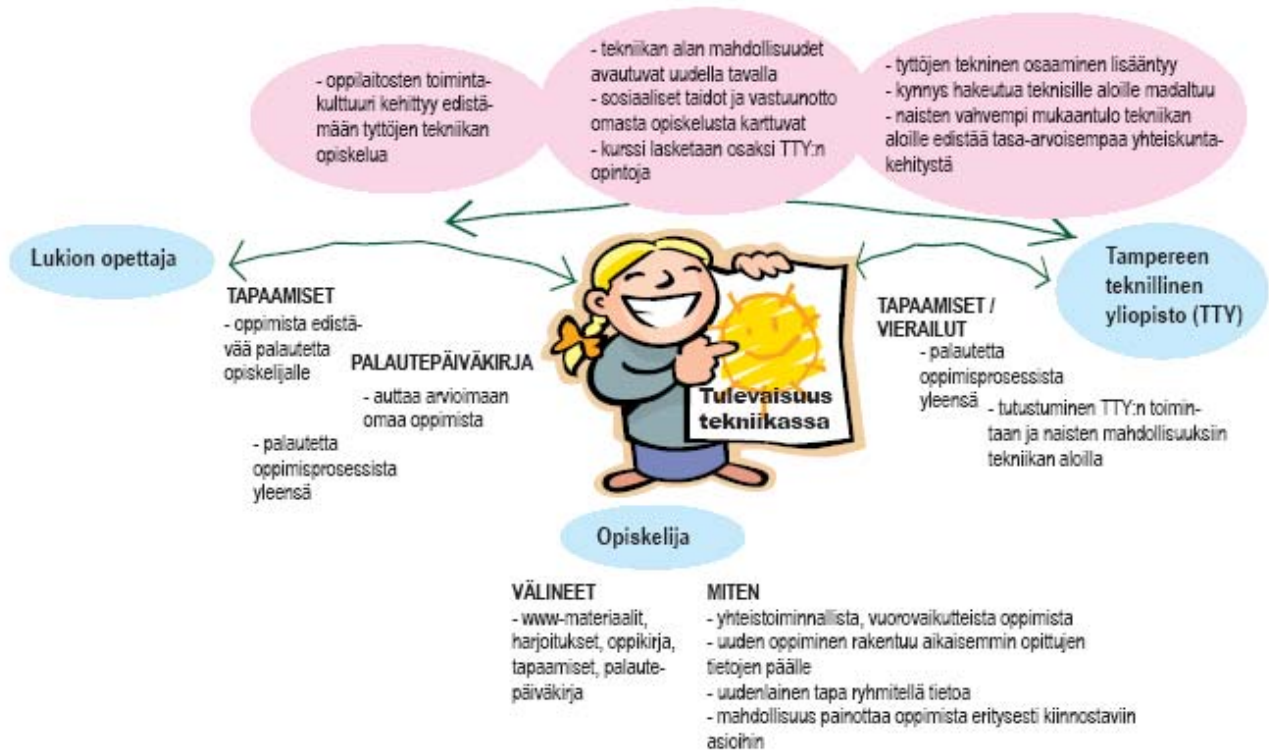 - oppilaitosten toiminta-
kulttuuri kehittyy edistä-
mään tyttöjen tekniikan
opiskelua
- tekniikan alan mahdollisuudet
avautuvat uudella tavalla
- sosiaaliset taidot ja vastuunotto
omasta opiskelusta karttuvat
- kurssi lasketaan osaksi TTY:n
opintoja
- tyttöjen tekninen osaaminen lisääntyy
- kynnys hakeutua teknisille aloille madaltuu
- naisten vahvempi mukaantulo tekniikan
aloille edistää tasa-arvoisempaa yhteiskunta-
kehitystä
Lukion opettaja
Tampereen
teknillinen
yliopisto (TTY)
TAPAAMISET
- oppimista edistä-
vää palautetta
opiskelijalle
PALAUTEPÄIVÄKIRJA
- auttaa arvioimaan
omaa oppimista
- palautetta
oppimisprosessista
yleensä
Tulevaisuus
tekniikassa
TAPAAMISET /
VIERAILUT
- palautetta
oppimisprosessista
yleensä
- tutustuminen TTY:n toimin-
taan ja naisten mahdollisuuksiin
tekniikan aloilla
Opiskelija
VÄLINEET
- www-materiaalit,
harjoitukset, oppikirja,
tapaamiset, palaute-
päiväkirja
MITEN
- yhteistoiminnallista, vuorovaikutteista oppimista
- uuden oppiminen rakentuu aikaisemmin opittujen
tietojen päälle
- uudenlainen tapa ryhmitellä tietoa
- mahdollisuus painottaa oppimista eritysesti kiinnostaviin
asioihin